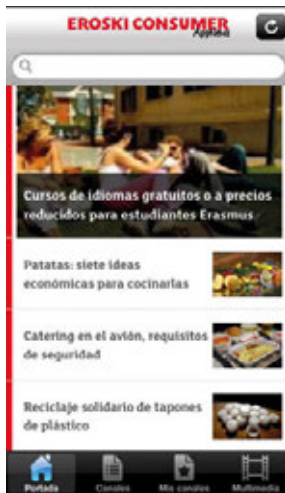 EROSKI CONSUMER
Cursos de idiomas gratuitos o a precios
reducidos para estudiantes Erasmus
Patatas: siete ideas
económicas para cocinarlas
Catering en el avión, requisitos
de seguridad
Reciclaje solidario de tapones
de plástico
Portada Canales Mis canales Multimedia